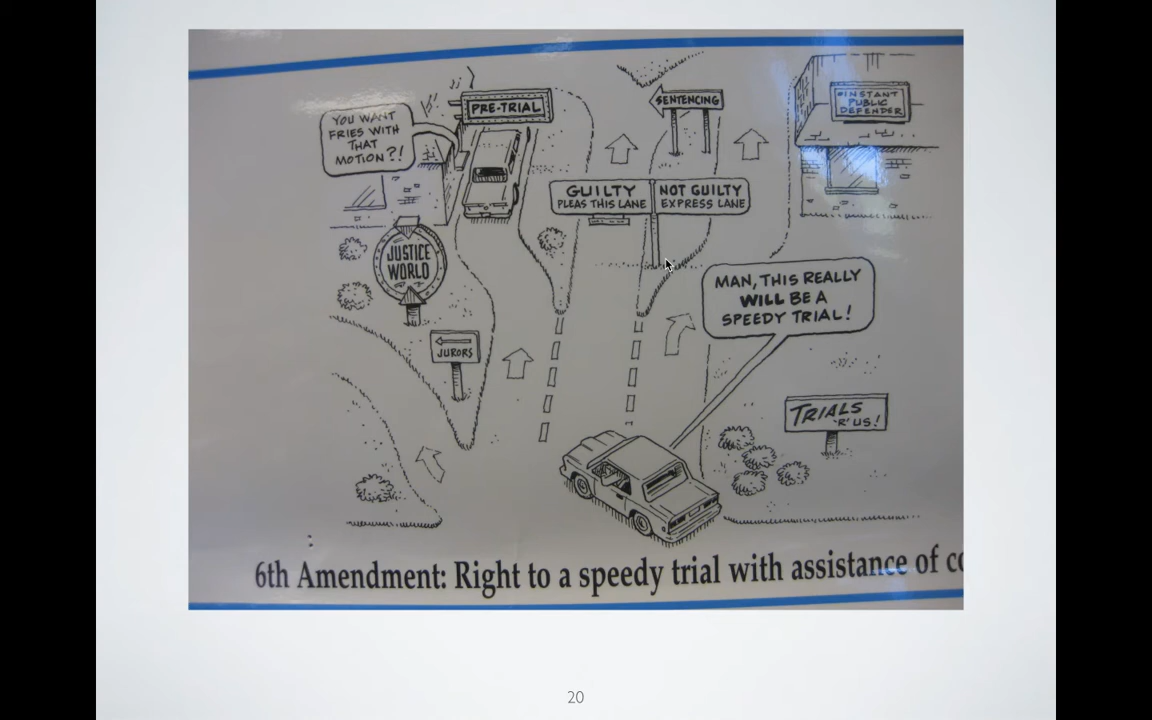 PRE-TRIAL
SENTENCING
INSTANT
PUBLIC
DEFENDER
YOU WANT
FRIES WITH
THAT
MOTION?!
GUILTY
PLEAS THIS LANE
NOT GUILTY
EXPRESS LANE
JUSTICE
WORLD
MAN, THIS REALLY
WILL BE A
SPEEDY TRIAL!
JURORS
TRIALS
'R' US!
6th Amendment: Right to a speedy trial with assistance of co
20